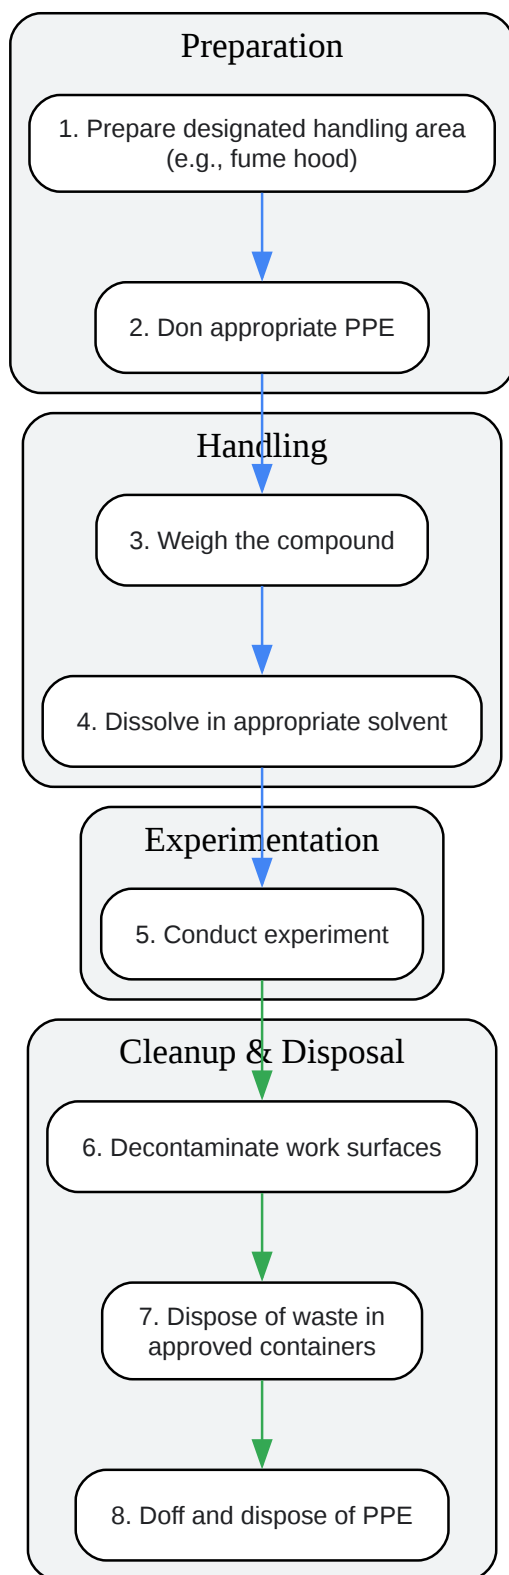 Preparation
1. Prepare designated handling area
(e.g., fume hood)
2. Don appropriate PPE
Handling
3. Weigh the compound
4. Dissolve in appropriate solvent
Experimentation
5. Conduct experiment
Cleanup & Disposal
6. Decontaminate work surfaces
7. Dispose of waste in
approved containers
8. Doff and dispose of PPE